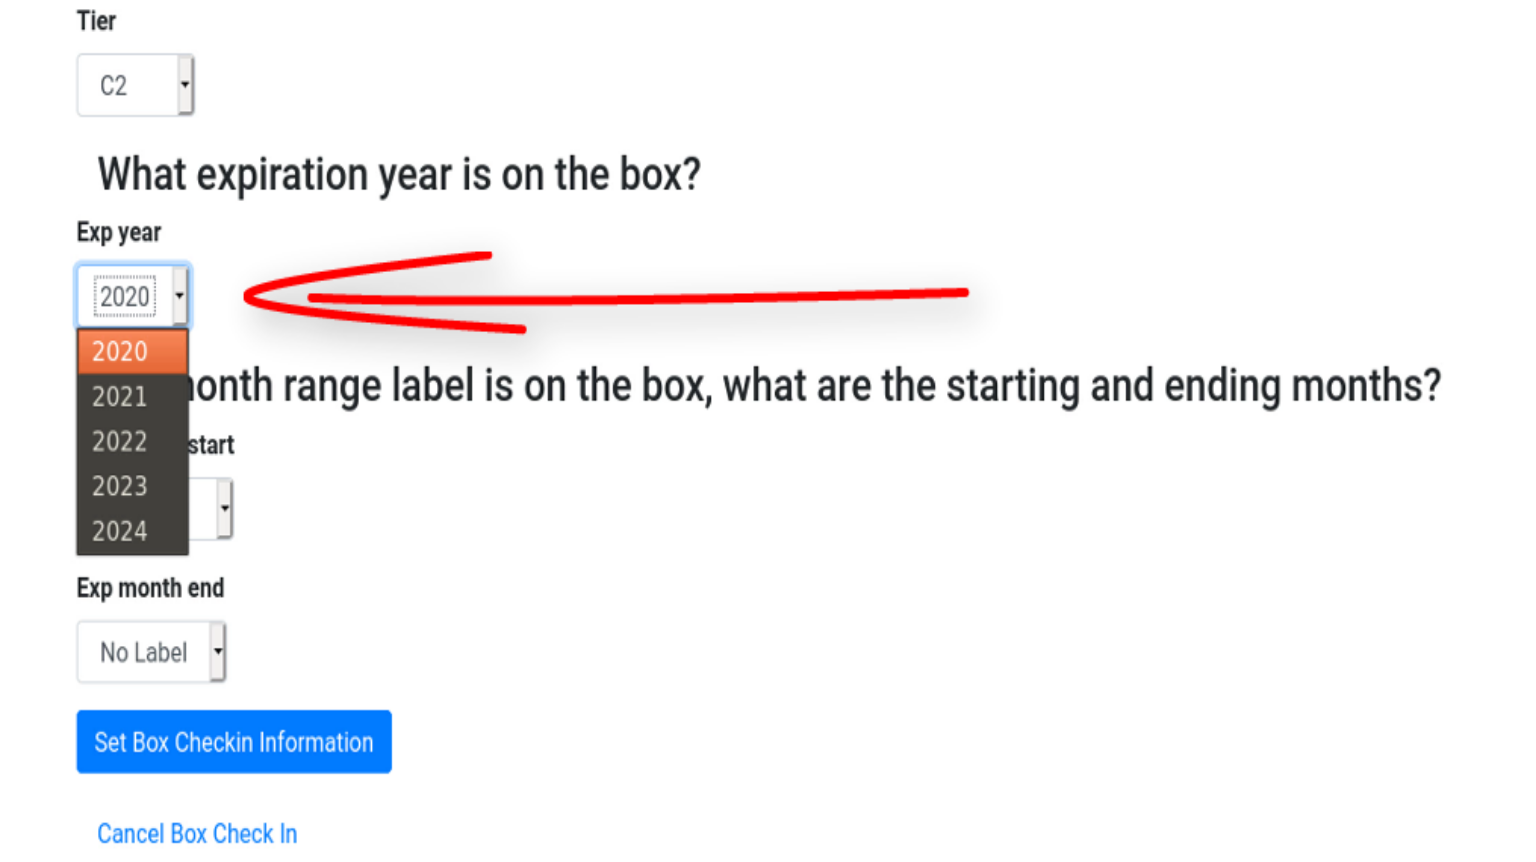 Tier
C2
What expiration year is on the box?
Exp year
2020
2020
2021
onth range label is on the box, what are the starting and ending months?
2022
start
2023
2024
Exp month end
No Label
Set Box Checkin Information
Cancel Box Check In